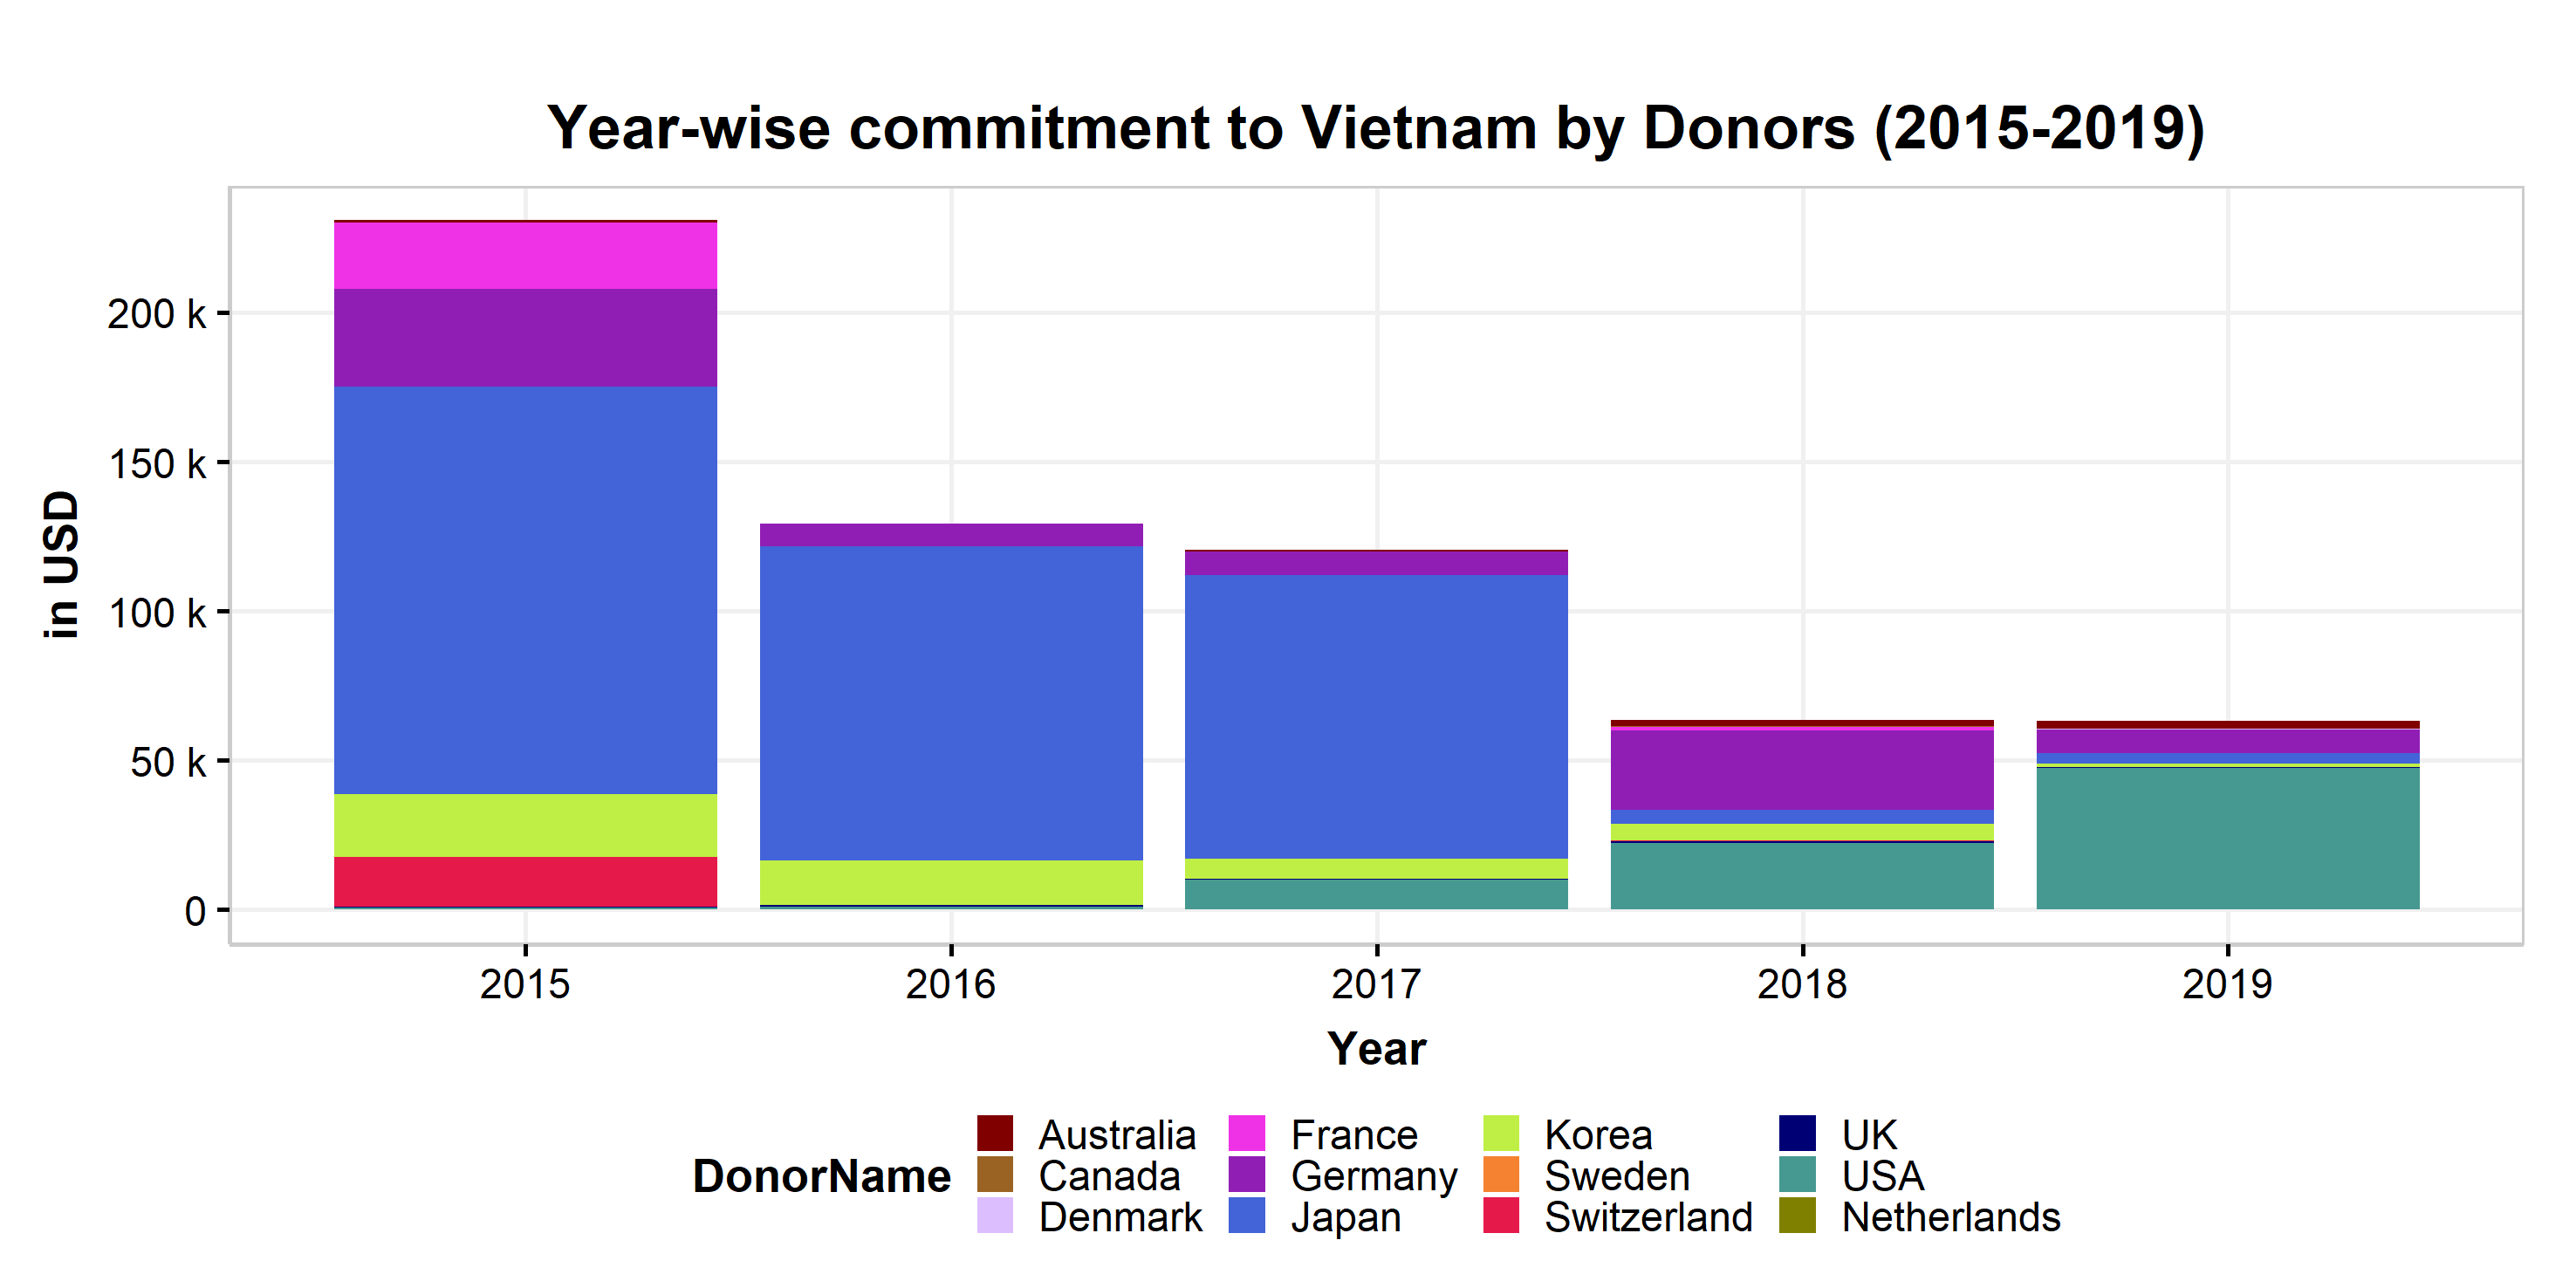 Year-wise commitment to Vietnam by Donors (2015-2019)
in USD
200 k
150 k
100 k
50 k
0
2015 2016 2017 2018 2019
Year
DonorName
Australia France Korea UK
Canada Germany Sweden USA
Denmark Japan Switzerland Netherlands